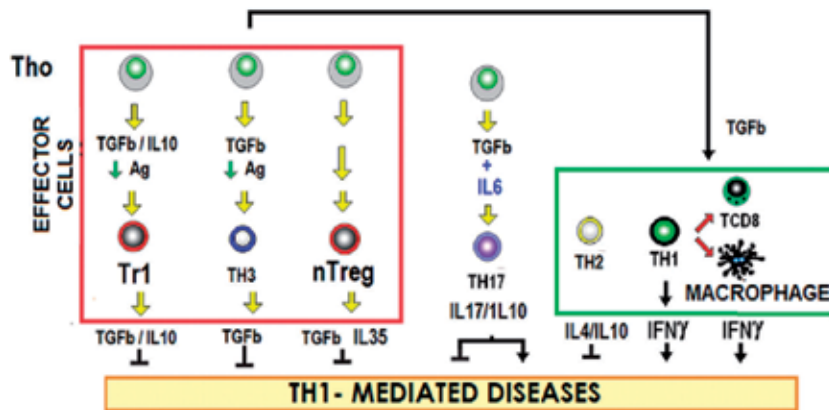 Tho
EFFECTOR
CELLS
TGFb / IL10
Ag
Tr1
TGFb / IL10
TGFb
Ag
TH3
TGFb
nTreg
TGFb IL35
TGFb
+
IL6
TH17
IL17/1L10
TGFb
TH2
IL4/IL10
TH1
IFNγ
TCD8
MACROPHAGE
IFNγ
TH1- MEDIATED DISEASES